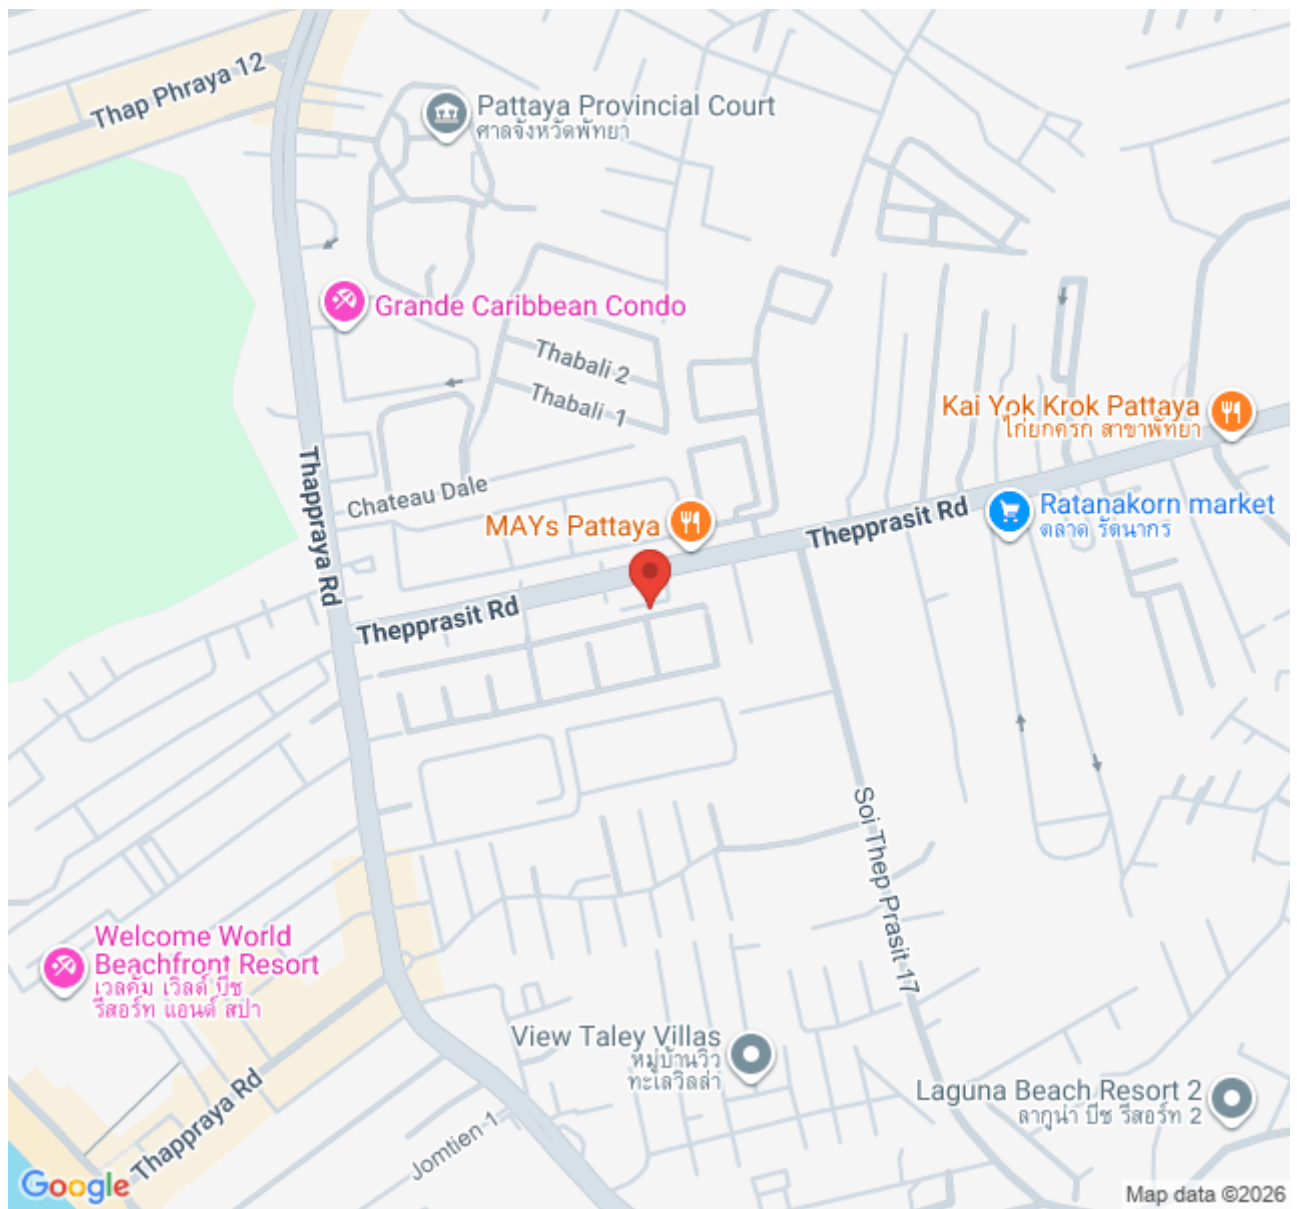 Thap Phraya 12
Pattaya Provincial Court
ศาลจังหวัดพัทยา
Grande Caribbean Condo
Thabali 2
Thabali 1
Kai Yok Krok Pattaya
ไก่ยกครก สาขาพัทยา
Thappraya Rd
Chateau Dale
MAYs Pattaya
Thepprasit Rd
Ratanakorn market
ตลาด รัตนากร
Thepprasit Rd
Soi Thep Prasit 17
Welcome World
Beachfront Resort
เวลคัม เวิลด์ บีช
รีสอร์ท แอนด์ สปา
View Taley Villas
หมู่บ้านวิว
ทะเลวิลล่า
Laguna Beach Resort 2
ลากูน่า บีช รีสอร์ท 2
Thappraya Rd
Jomtien 1
Google
Map data ©2026